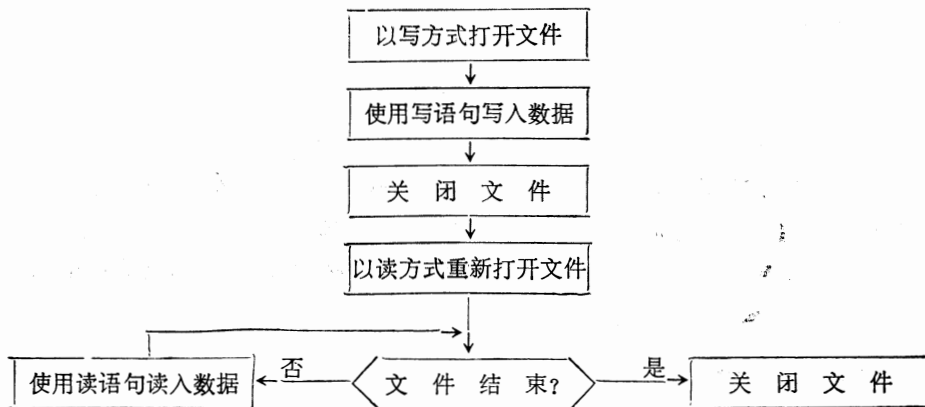 以写方式打开文件
使用写语句写入数据
关闭文件
以读方式重新打开文件
否
是
使用读语句读入数据
文件结束?
关闭文件